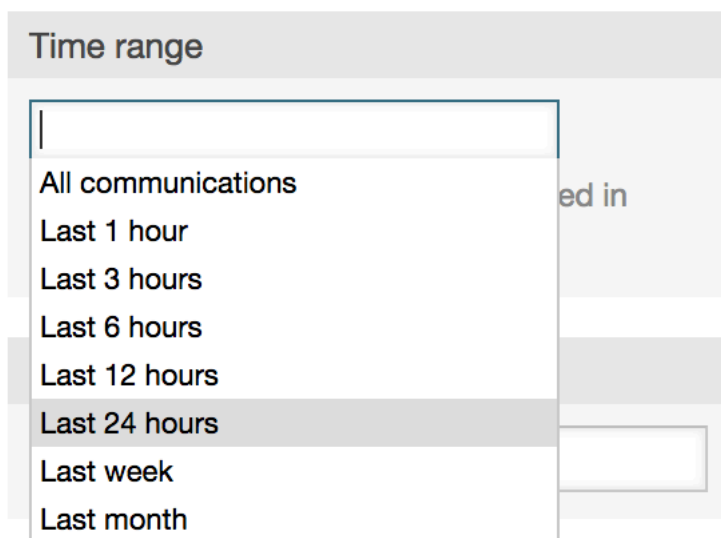 Time range
All communications
ed in
Last 1 hour
Last 3 hours
Last 6 hours
Last 12 hours
Last 24 hours
Last week
Last month